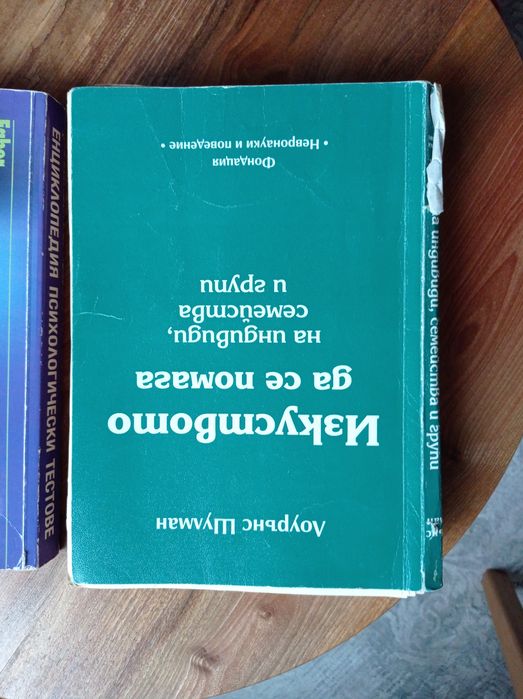 Лоурънс Шулман
Изкуството
да се помага
на индивиди,
семейства
и групи
Фондация
• Невронауки и поведение •
на индивиди, семейства и групи
ЕНЦИКЛОПЕДИЯ ПСИХОЛОГИЧЕСКИ ТЕСТОВЕ